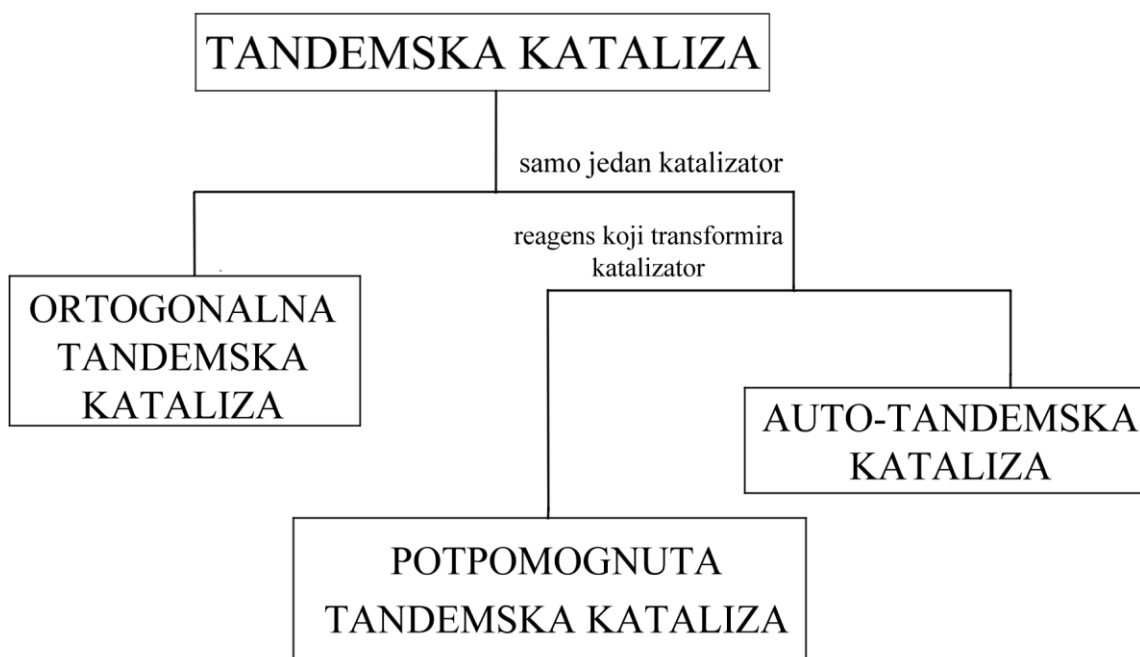 TANDEMSKA KATALIZA
samo jedan katalizator
reagens koji transformira
katalizator
ORTOGONALNA
TANDEMSKA
KATALIZA
AUTO-TANDEMSKA
KATALIZA
POTPOMOGNUTA
TANDEMSKA KATALIZA